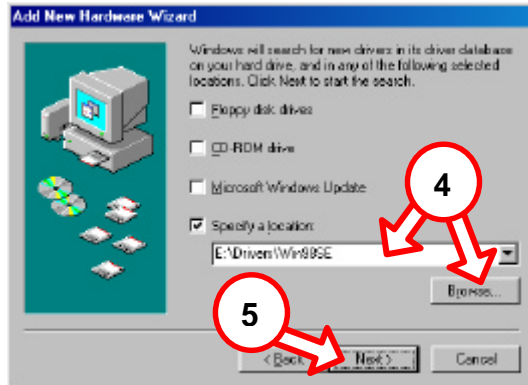 Add New Hardware Wizard
Windows will search for new drivers in its driver database
on your hard drive, and in any of the following selected
locations. Click Next to start the search.
Floppy disk drives
CD-ROM drive
Microsoft Windows Update
4
Specify a location:
E:\Drivers\Win98SE
Browse...
5
< Back
Next >
Cancel